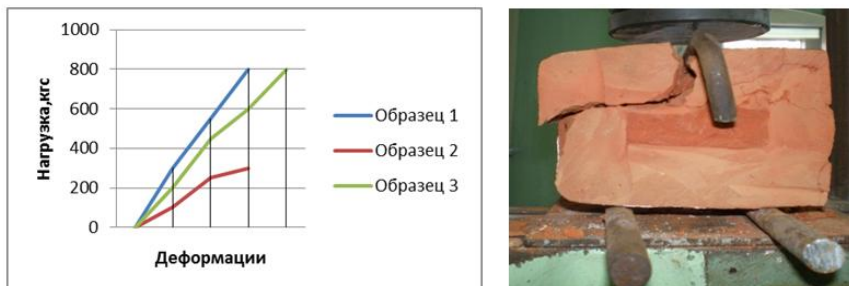 1000
800
600
400
200
0
Нагрузка,кгс
Деформации
Образец 1
Образец 2
Образец 3